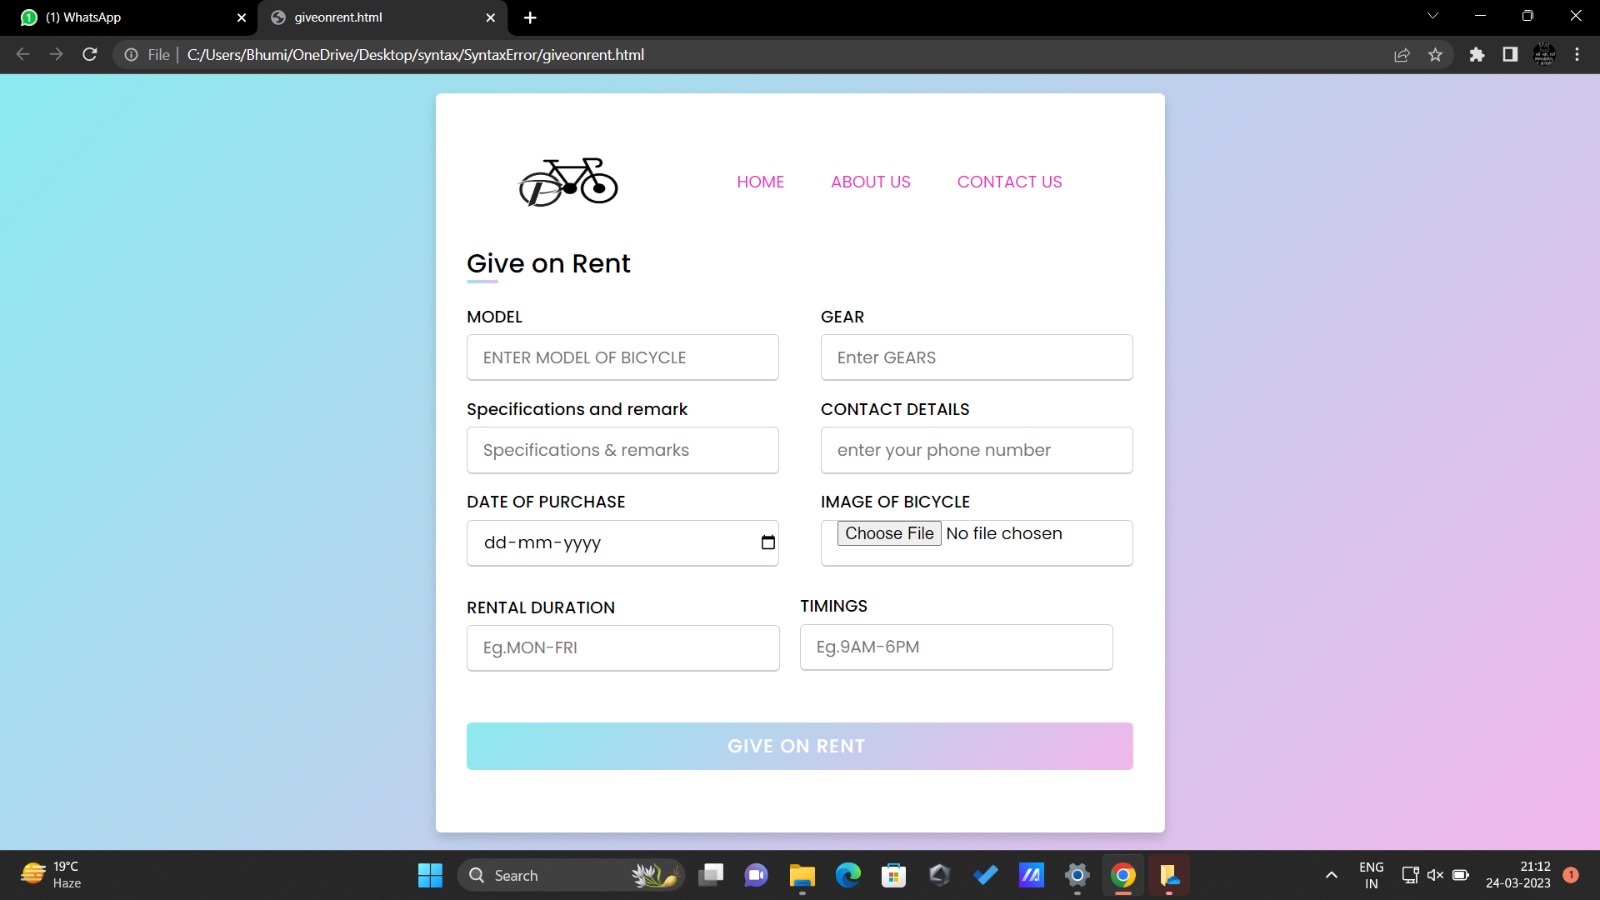 (1) WhatsApp
giveonrent.html
File
C:/Users/Bhumi/OneDrive/Desktop/syntax/SyntaxError/giveonrent.html
HOME ABOUT US CONTACT US
Give on Rent
MODEL GEAR
ENTER MODEL OF BICYCLE Enter GEARS
Specifications and remark CONTACT DETAILS
Specifications & remarks enter your phone number
DATE OF PURCHASE IMAGE OF BICYCLE
dd-mm-yyyy Choose File No file chosen
RENTAL DURATION TIMINGS
Eg.MON-FRI Eg.9AM-6PM
GIVE ON RENT
19°C
Haze
Search
ENG
IN
21:12
24-03-2023
1